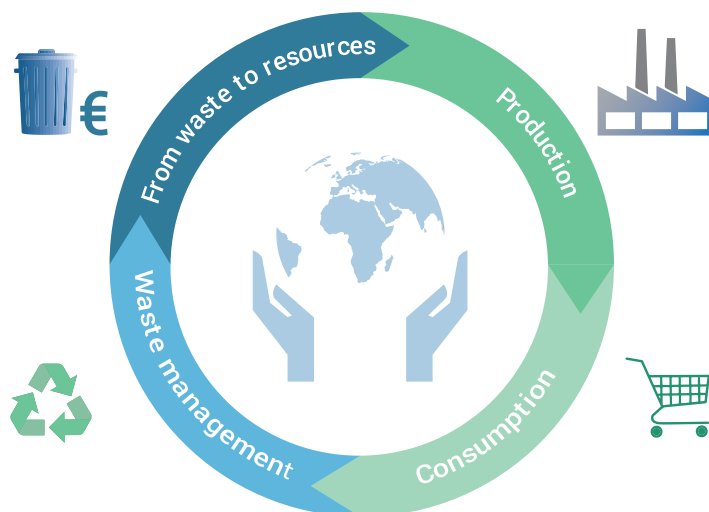 From waste to resources
Production
Consumption
Waste management
€